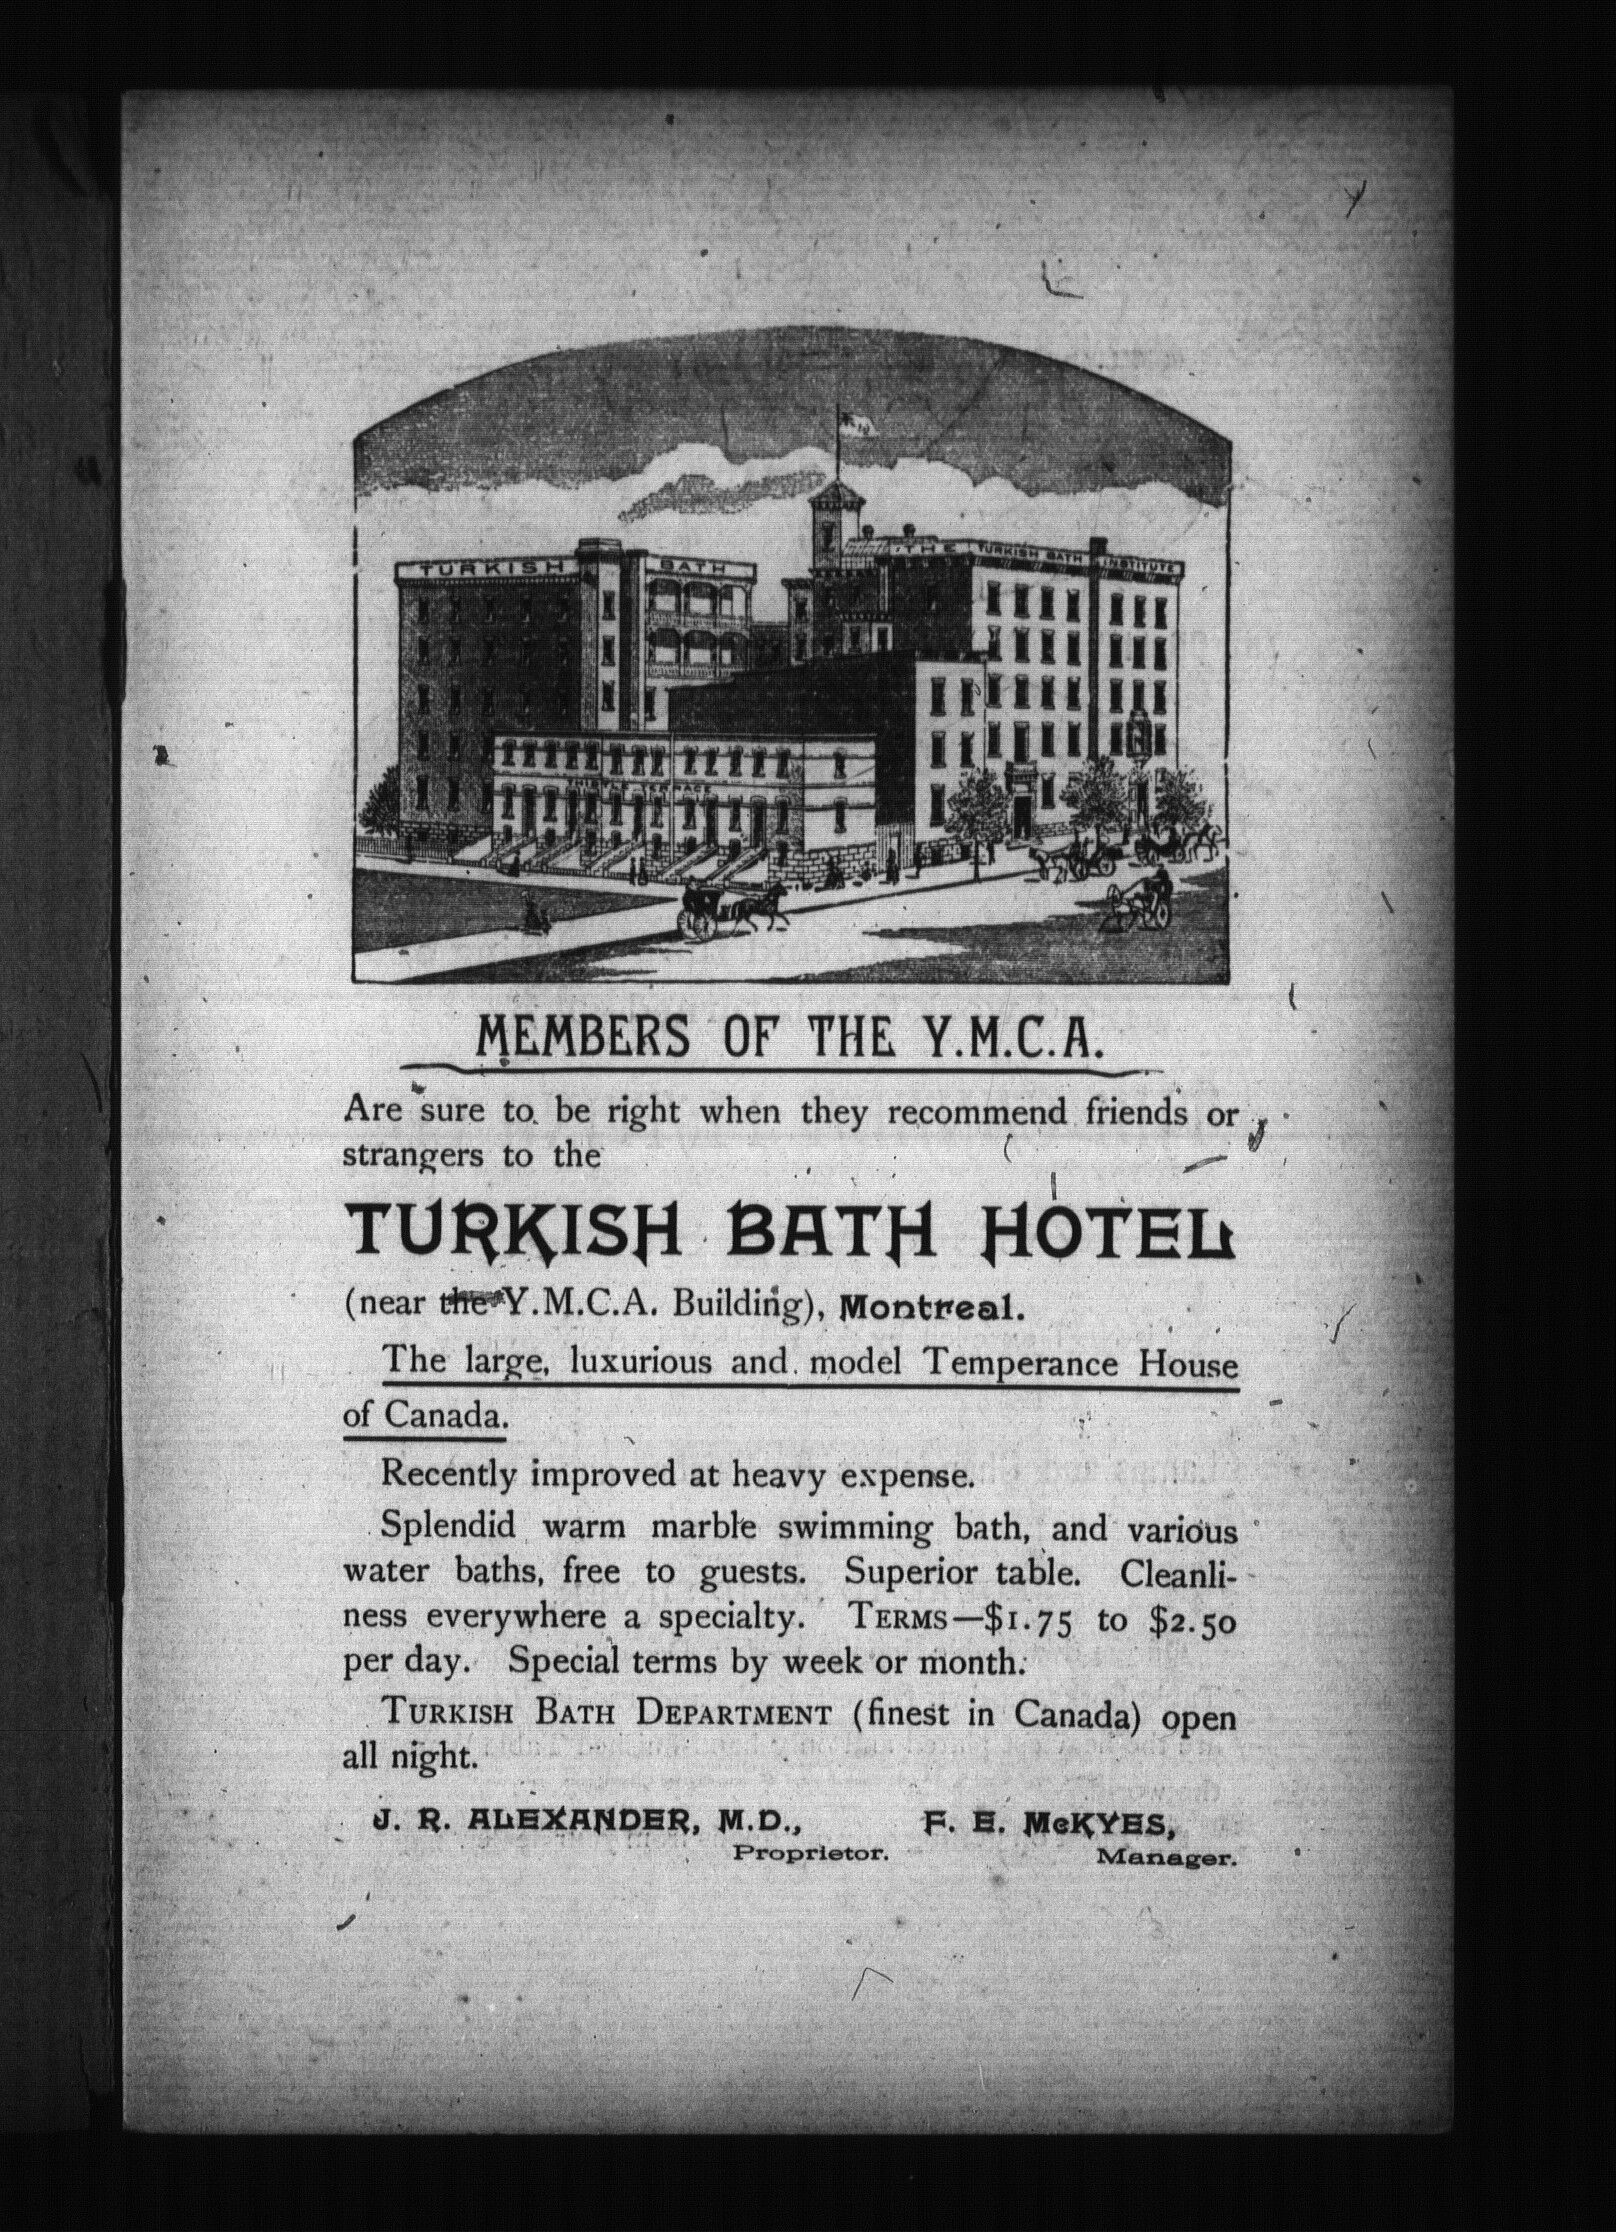 TURKISH BATH
THE TURKISH BATH INSTITUTE
THISTLE TERRACE
MEMBERS OF THE Y.M.C.A.
Are sure to be right when they recommend friends or
strangers to the
TURKISH BATH HOTEL
(near the Y.M.C.A. Building), Montreal.
The large, luxurious and model Temperance House
of Canada.
Recently improved at heavy expense.
Splendid warm marble swimming bath, and various
water baths, free to guests. Superior table. Cleanli-
ness everywhere a specialty. TERMS—$1.75 to $2.50
per day. Special terms by week or month.
TURKISH BATH DEPARTMENT (finest in Canada) open
all night.
J. R. ALEXANDER, M.D., F. E. McKYES,
Proprietor. Manager.